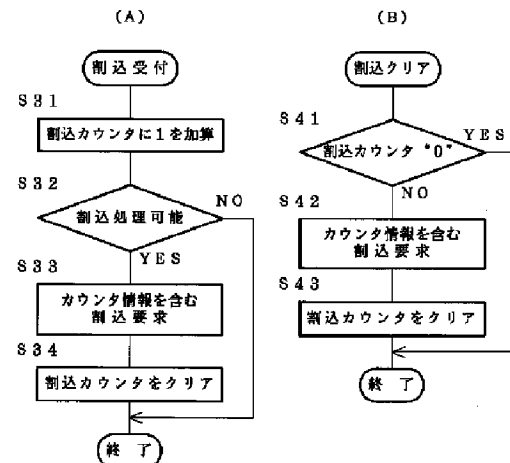 (A)
割込受付
S31
割込カウンタに1を加算
S32
割込処理可能
NO
YES
S33
カウンタ情報を含む
割込要求
S34
割込カウンタをクリア
終了
(B)
割込クリア
S41
YES
割込カウンタ“0”
NO
S42
カウンタ情報を含む
割込要求
S43
割込カウンタをクリア
終了